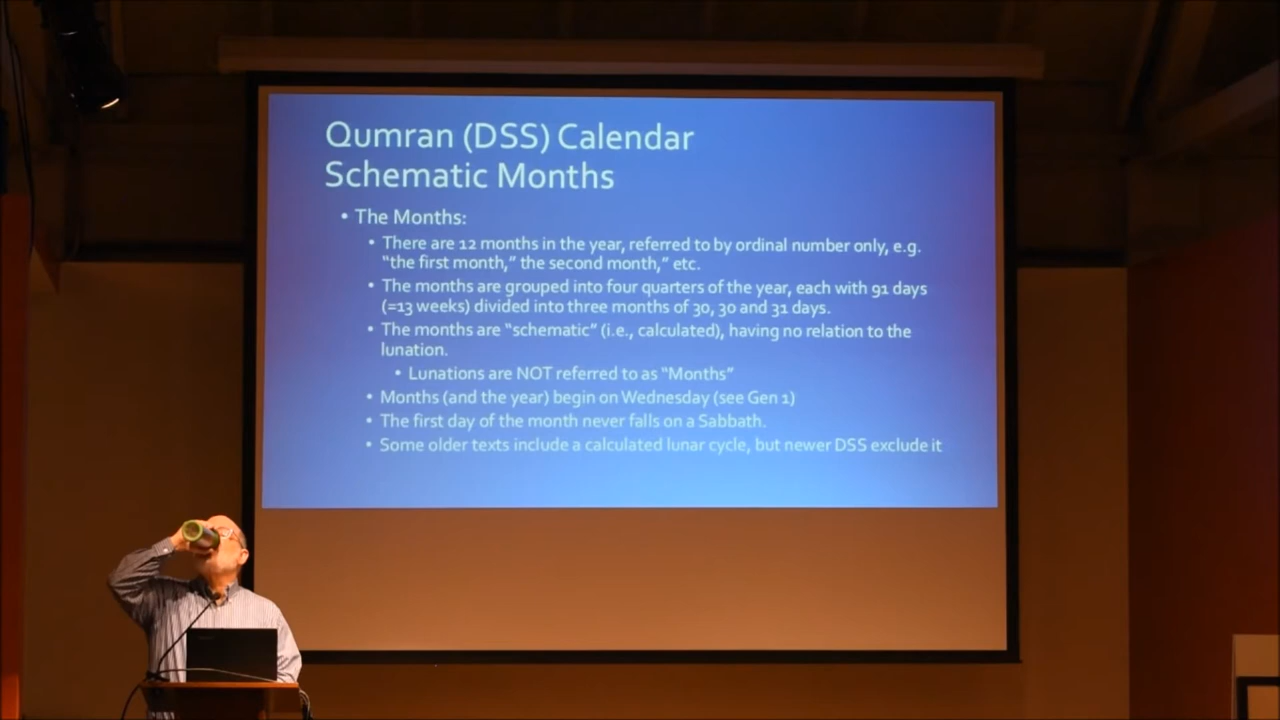 Qumran (DSS) Calendar
Schematic Months
• The Months:
• There are 12 months in the year, referred to by ordinal number only, e.g.
“the first month,” the second month,” etc.
• The months are grouped into four quarters of the year, each with 91 days
(=13 weeks) divided into three months of 30, 30 and 31 days.
• The months are “schematic” (i.e., calculated), having no relation to the
lunation.
• Lunations are NOT referred to as “Months”
• Months (and the year) begin on Wednesday (see Gen 1)
• The first day of the month never falls on a Sabbath.
• Some older texts include a calculated lunar cycle, but newer DSS exclude it